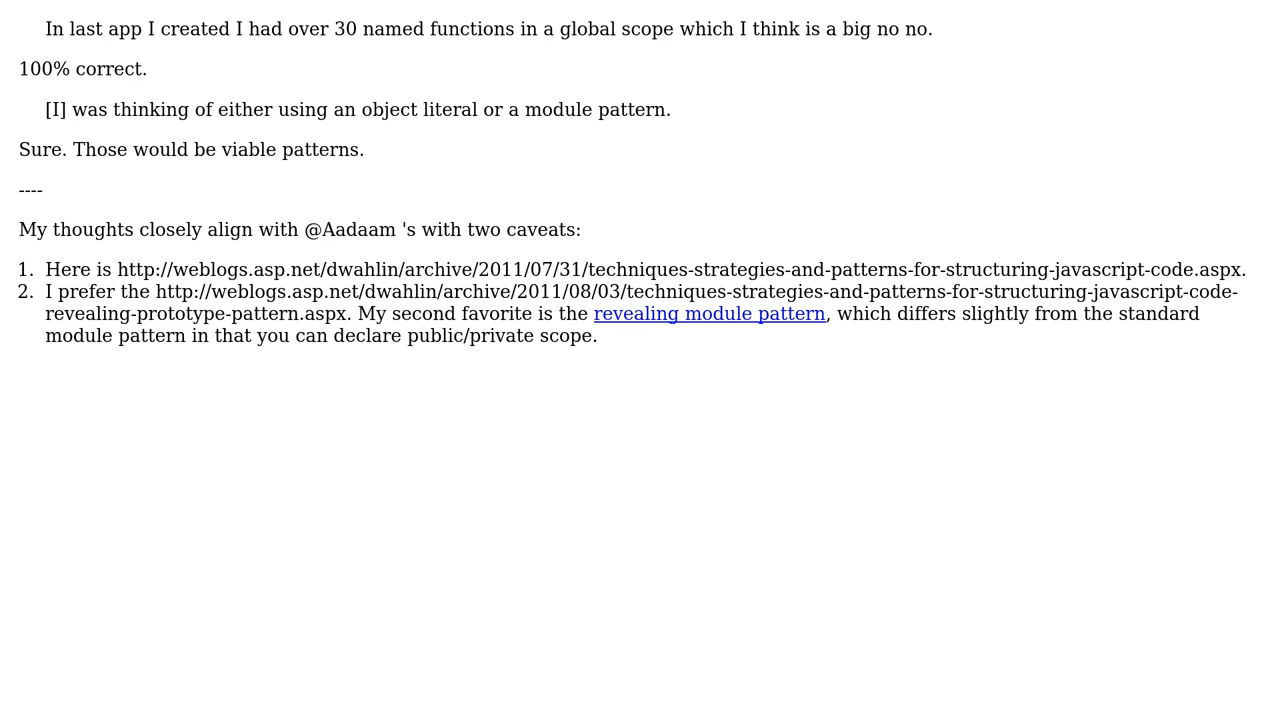 In last app I created I had over 30 named functions in a global scope which I think is a big no no.
100% correct.
[I] was thinking of either using an object literal or a module pattern.
Sure. Those would be viable patterns.
----
My thoughts closely align with @Aadaam 's with two caveats:
1. Here is http://weblogs.asp.net/dwahlin/archive/2011/07/31/techniques-strategies-and-patterns-for-structuring-javascript-code.aspx.
2. I prefer the http://weblogs.asp.net/dwahlin/archive/2011/08/03/techniques-strategies-and-patterns-for-structuring-javascript-code-
revealing-prototype-pattern.aspx. My second favorite is the revealing module pattern, which differs slightly from the standard
module pattern in that you can declare public/private scope.